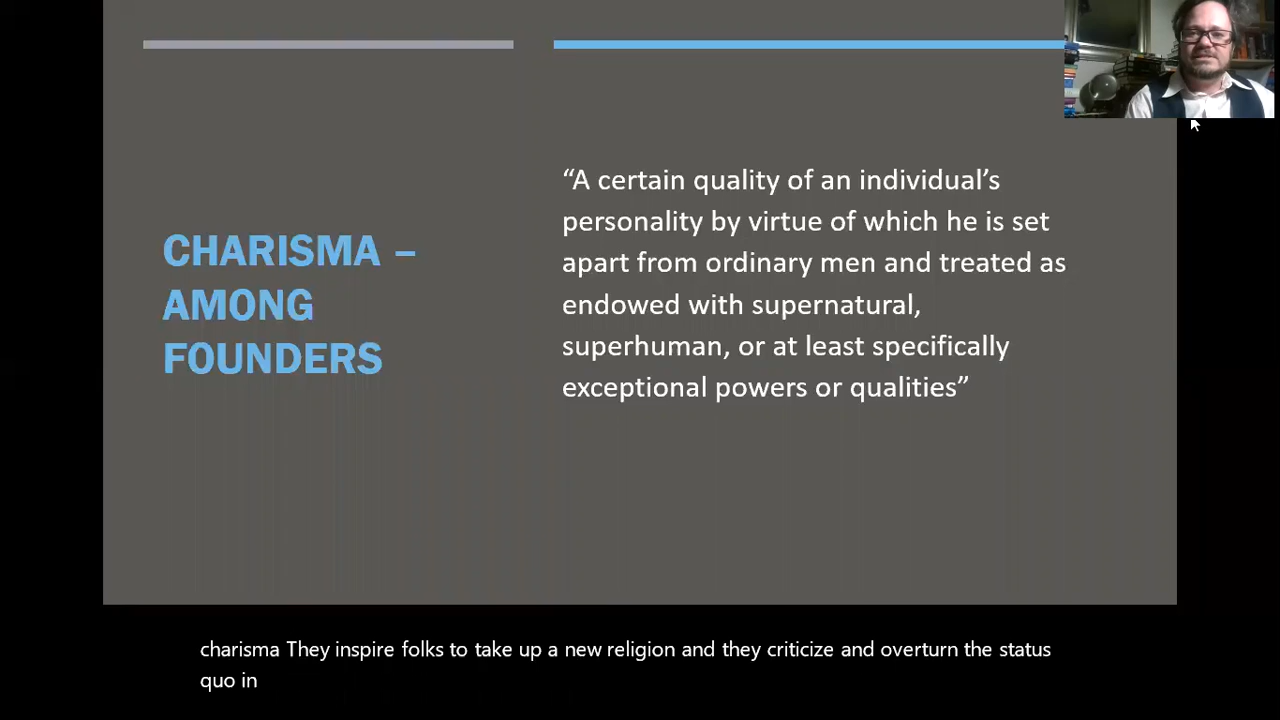 CHARISMA –
AMONG
FOUNDERS
“A certain quality of an individual’s
personality by virtue of which he is set
apart from ordinary men and treated as
endowed with supernatural,
superhuman, or at least specifically
exceptional powers or qualities”
charisma They inspire folks to take up a new religion and they criticize and overturn the status
quo in